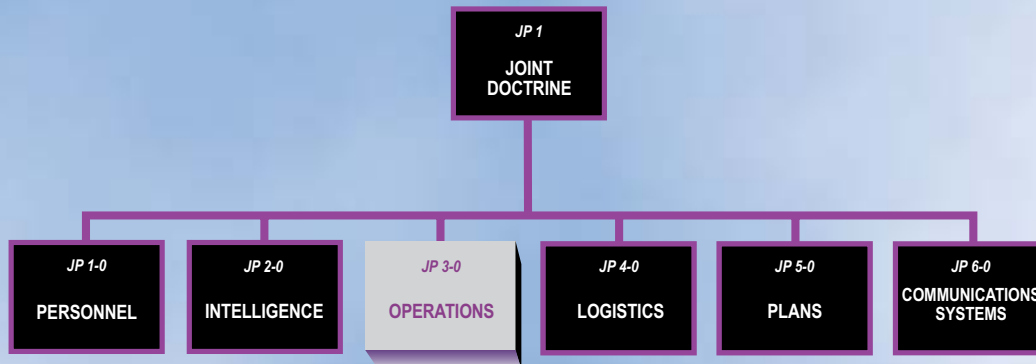 JP 1
JOINT
DOCTRINE
JP 1-0
PERSONNEL
JP 2-0
INTELLIGENCE
JP 3-0
OPERATIONS
JP 4-0
LOGISTICS
JP 5-0
PLANS
JP 6-0
COMMUNICATIONS
SYSTEMS